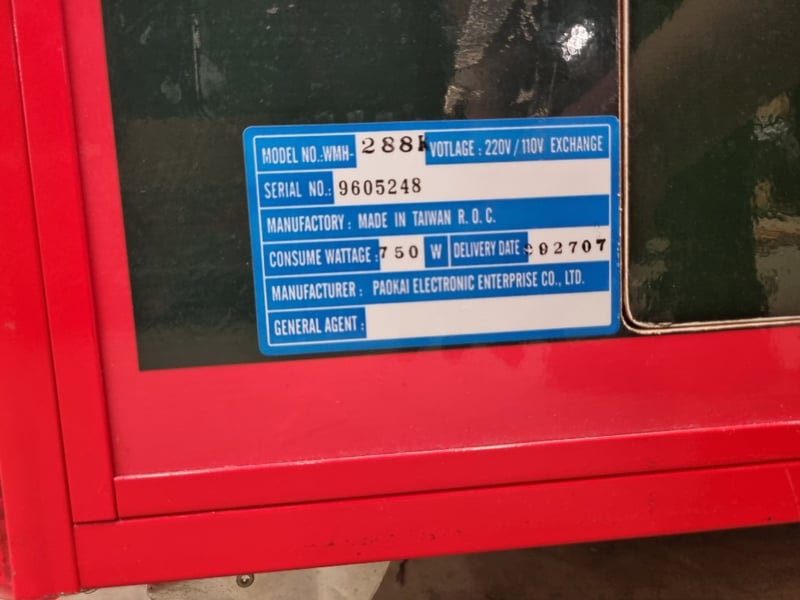 MODEL NO.:WMH- 288 VOTLAGE : 220V / 110V EXCHANGE
SERIAL NO.: 9605248
MANUFACTORY : MADE IN TAIWAN R. O. C.
CONSUME WATTAGE : 750 W DELIVERY DATE
MANUFACTURER : PAOKAI ELECTRONIC ENTERPRISE CO., LTD.
GENERAL AGENT :